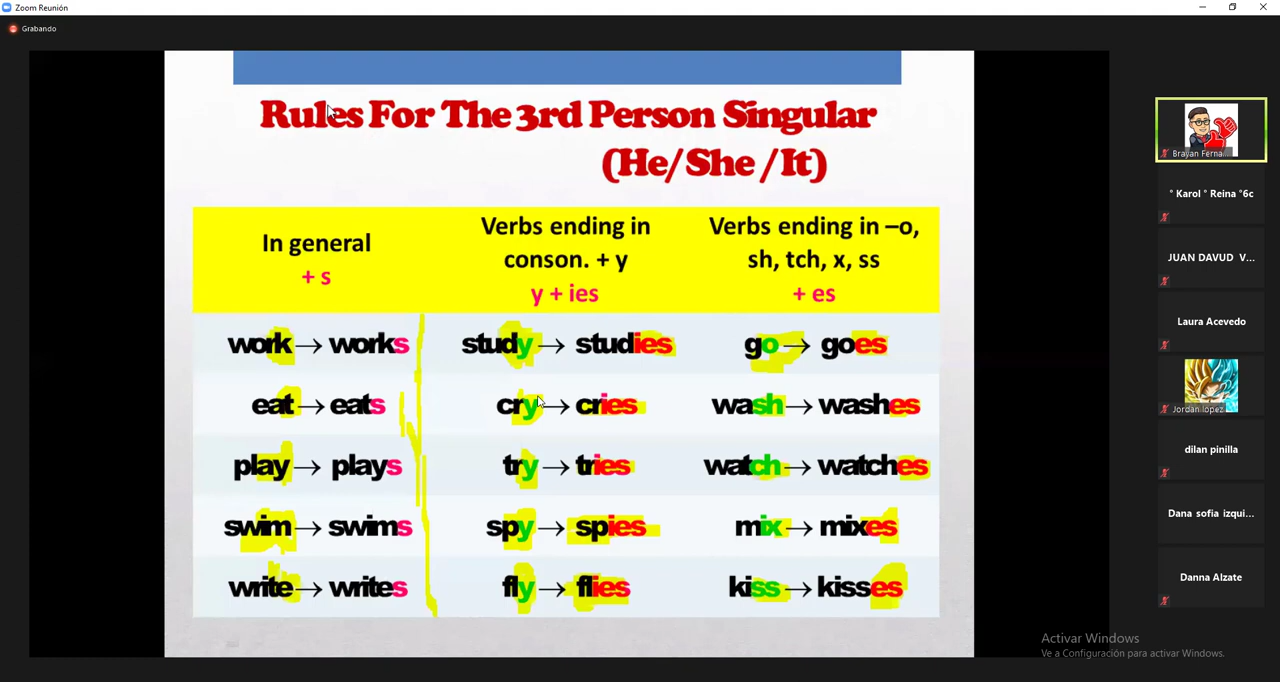 Zoom Reunión
Grabando
Rules For The 3rd Person Singular
(He/She /It)
In general
+ s
Verbs ending in
conson. + y
y + ies
Verbs ending in –o,
sh, tch, x, ss
+ es
work → works
study → studies
go → goes
eat → eats
cry → cries
wash → washes
play → plays
try → tries
watch → watches
swim → swims
spy → spies
mix → mixes
write → writes
fly → flies
kiss → kisses
Brayan Ferna...
° Karol ° Reina °6c
JUAN DAVUD V...
Laura Acevedo
Jordan lopez
dilan pinilla
Dana sofia izqui...
Danna Alzate
Activar Windows
Ve a Configuración para activar Windows.